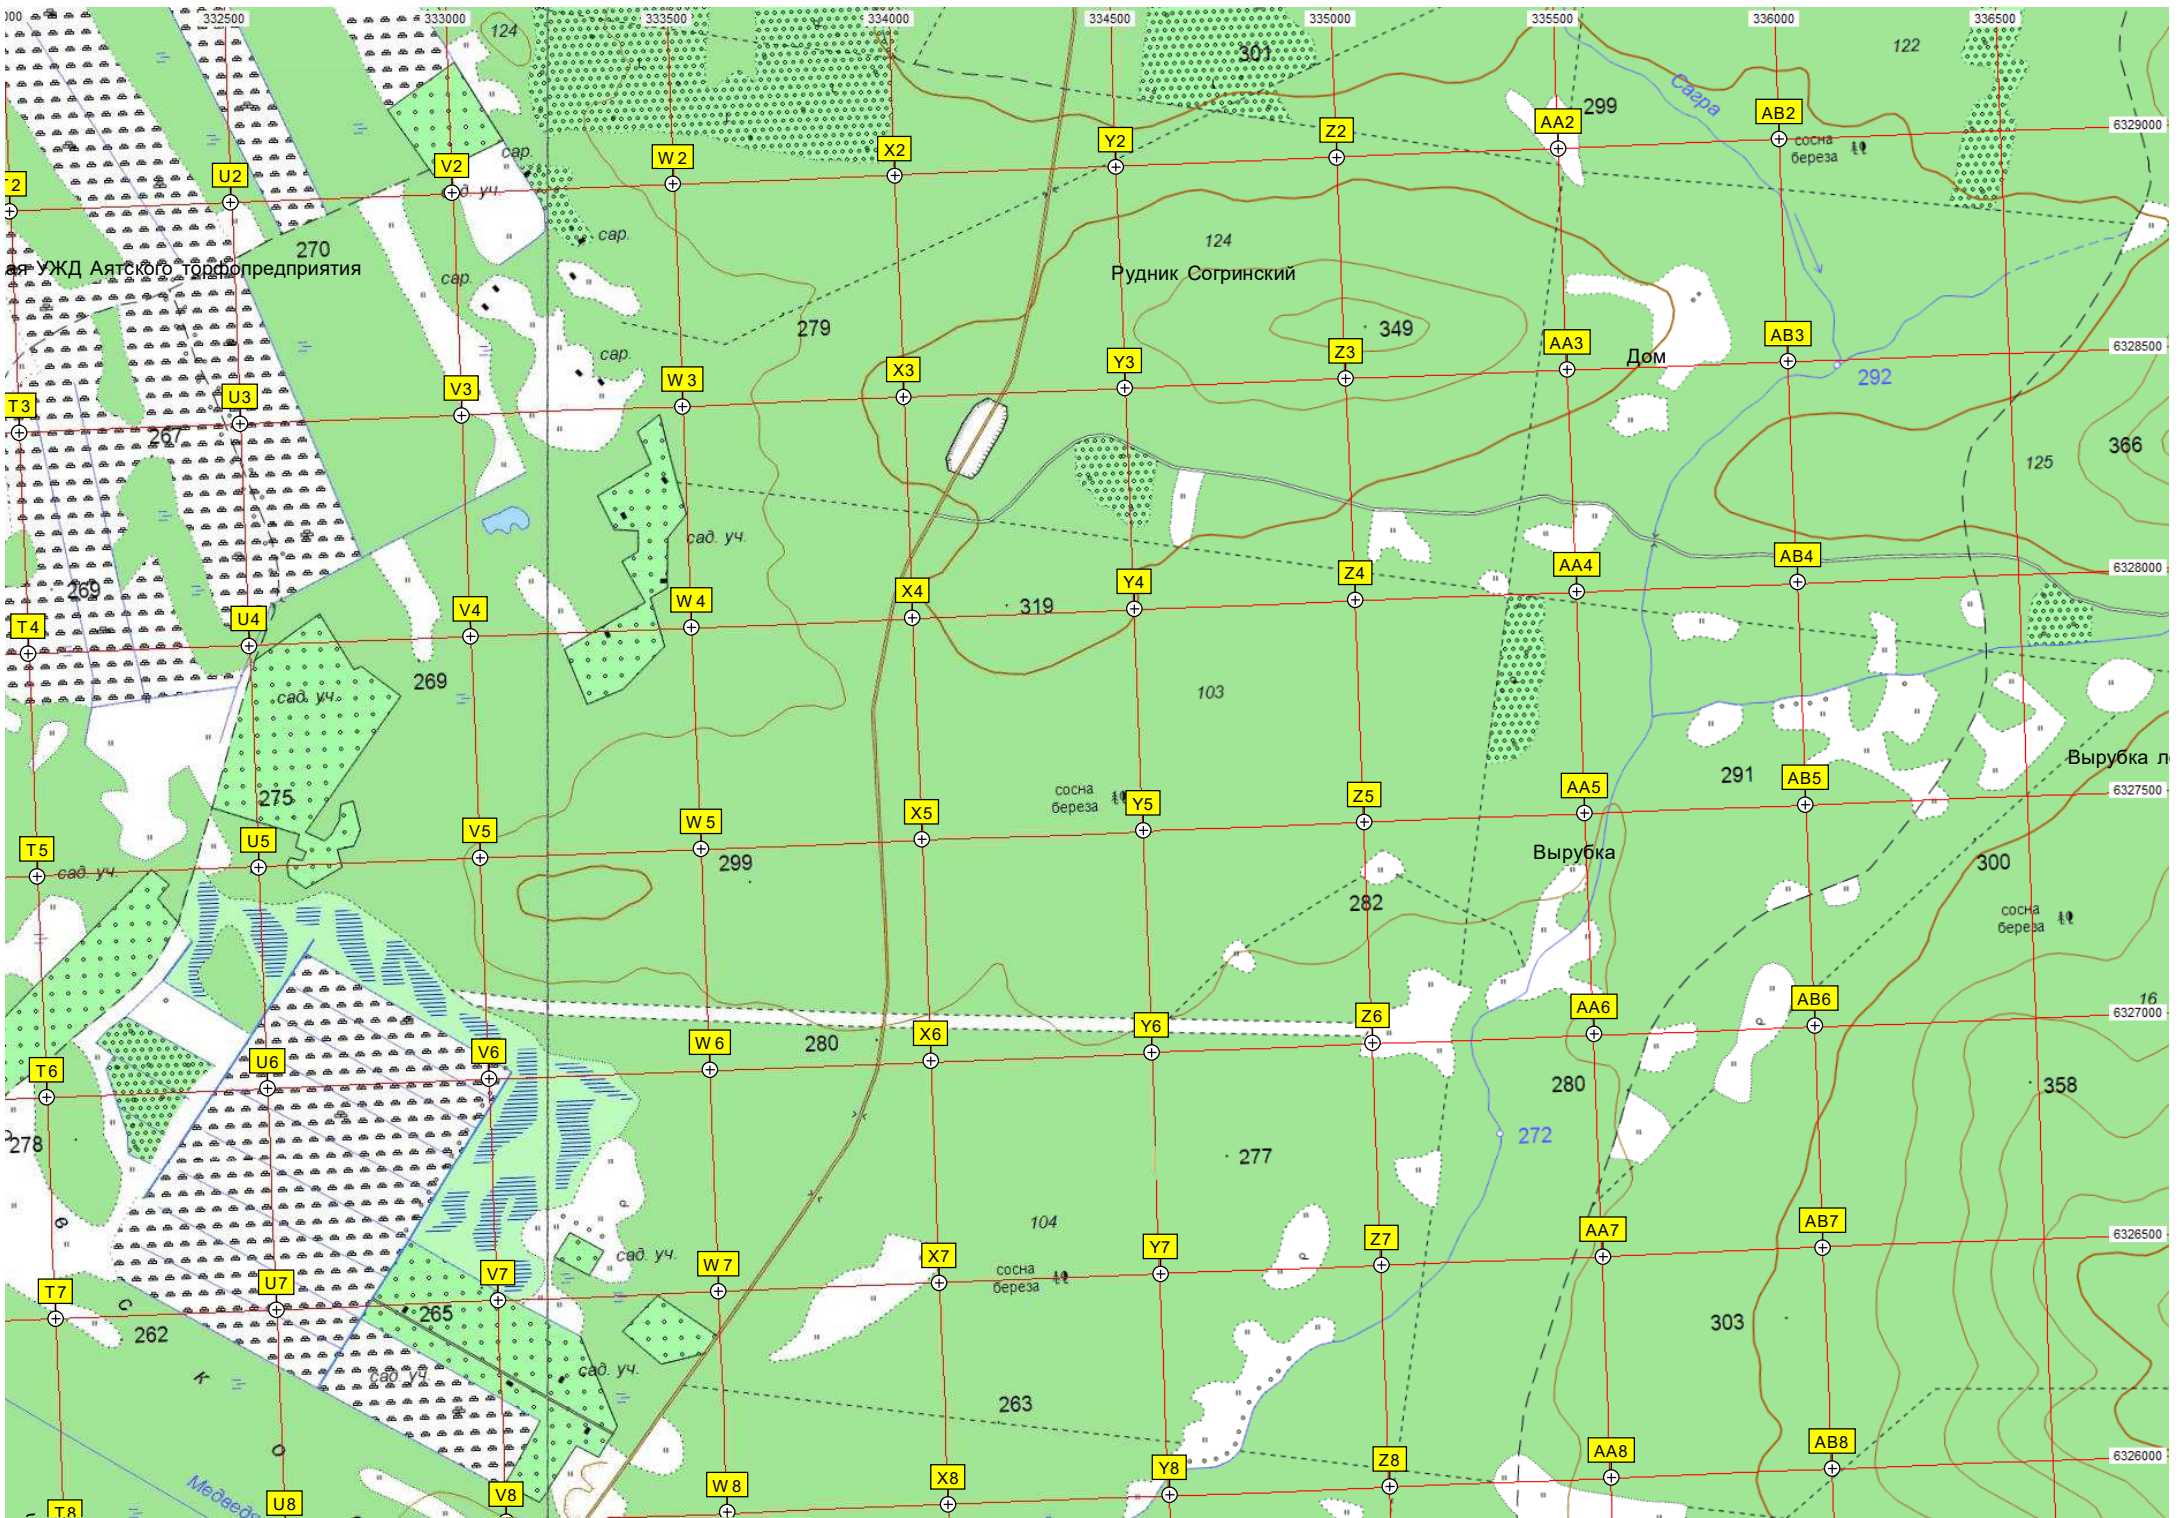 332500 333000 333500 334000 334500 335000 335500 336000 336500
124
301
122
Сагра
299
AA2
AB2
6329000
Z2
Y2
X2
W2
V2
U2
сосна
береза
сар.
сар.
270
124
ая УЖД Аятского торфопредприятия
сар.
Рудник Согринский
279
349
AB3
6328500
AA3
Дом
Z3
Y3
X3
W3
V3
U3
T3
сар.
292
267
366
125
сад. уч.
AB4
6328000
AA4
Z4
Y4
X4
W4
V4
U4
T4
269
319
269
103
сад. уч.
291
Вырубка
AB5
6327500
AA5
Z5
Y5
X5
W5
V5
U5
T5
275
сосна
береза
299
Вырубка
300
сад. уч.
282
сосна
береза
16
AB6
6327000
AA6
Z6
Y6
X6
W6
V6
U6
T6
280
280
358
278
272
277
104
AB7
6326500
AA7
Z7
Y7
X7
W7
V7
U7
T7
сад. уч.
сосна
береза
265
262
303
сад. уч.
сад. уч.
263
AB8
6326000
AA8
Z8
Y8
X8
W8
V8
U8
T8